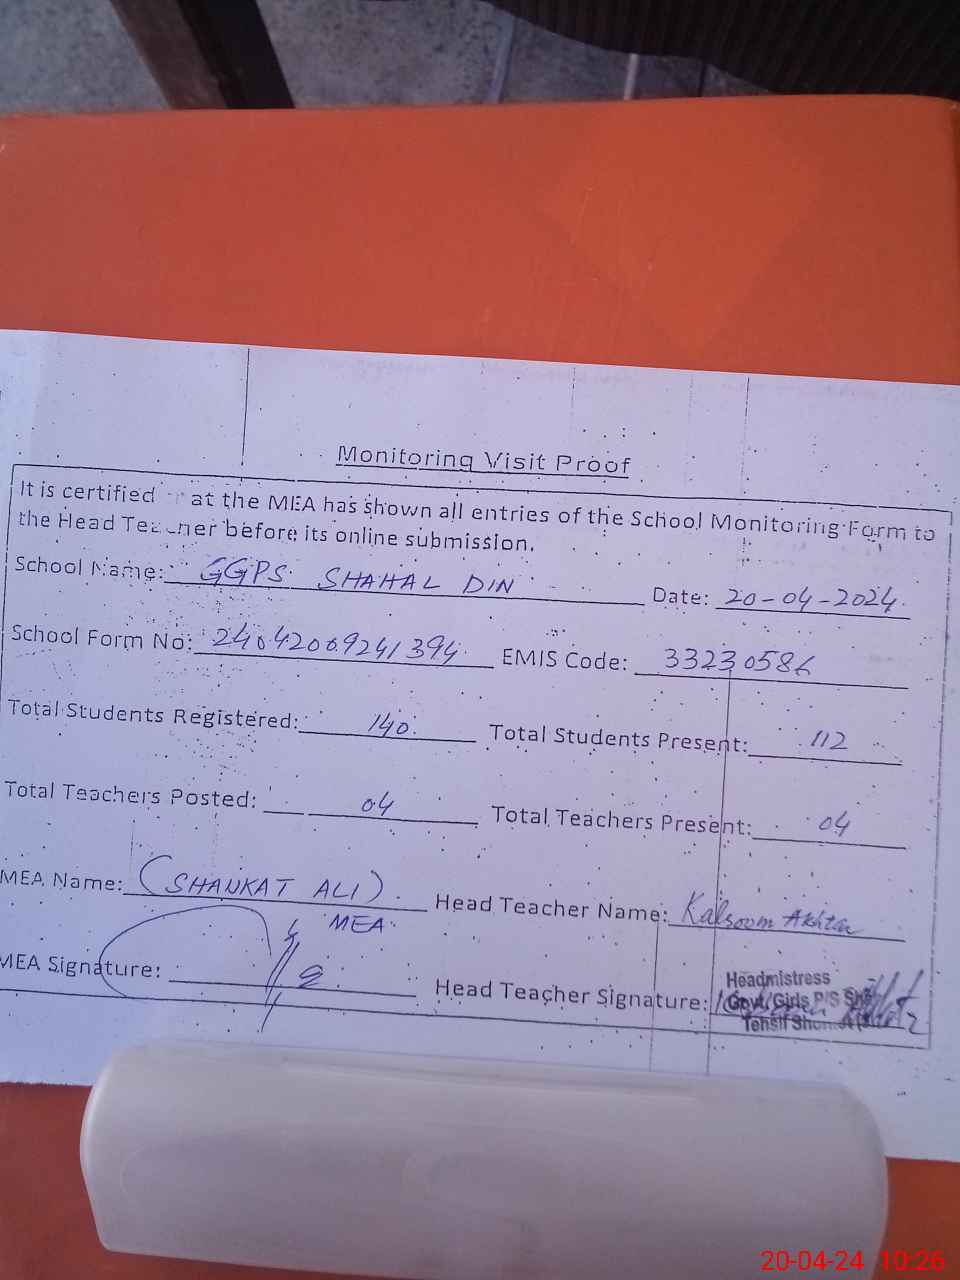 Monitoring Visit Proof
It is certified at the MEA has shown all entries of the School Monitoring Form to
the Head Teacher before its online submission.
School Name: GGPS SHAHAL DIN Date: 20-04-2024
School Form No: 24042009241394 EMIS Code: 33230586
Total Students Registered: 140 Total Students Present: 112
Total Teachers Posted: 04 Total Teachers Present: 04
MEA Name: (SHAUKAT ALI) Head Teacher Name: Kalsoom Akhtar
MEA
MEA Signature: Head Teacher Signature:
Headmistress
Govt. Girls P/S
Tehsil
20-04-24 10:26